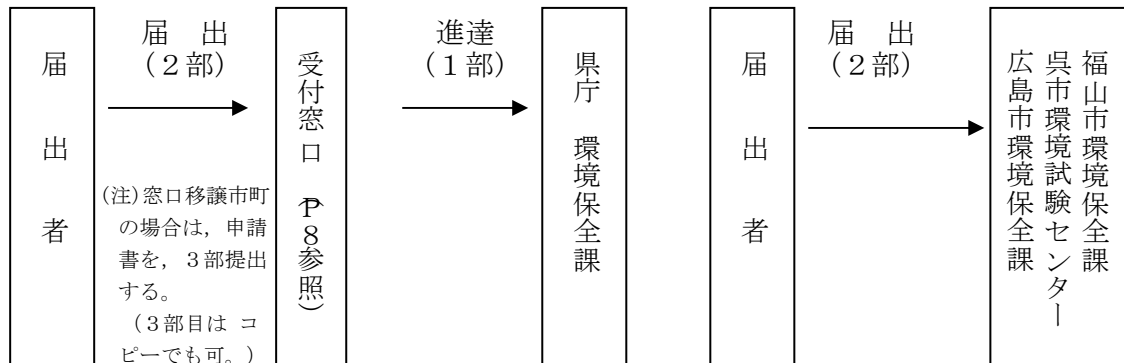 届出者
届　出
（２部）
(注)窓口移譲市町
の場合は，申請
書を，３部提出
する。
（３部目は コ
ピーでも可。）
受付窓口（Ｐ８参照）
進達
（１部）
県庁　環境保全課
届出者
届　出
（２部）
福山市環境保全課
呉市環境試験センター
広島市環境保全課